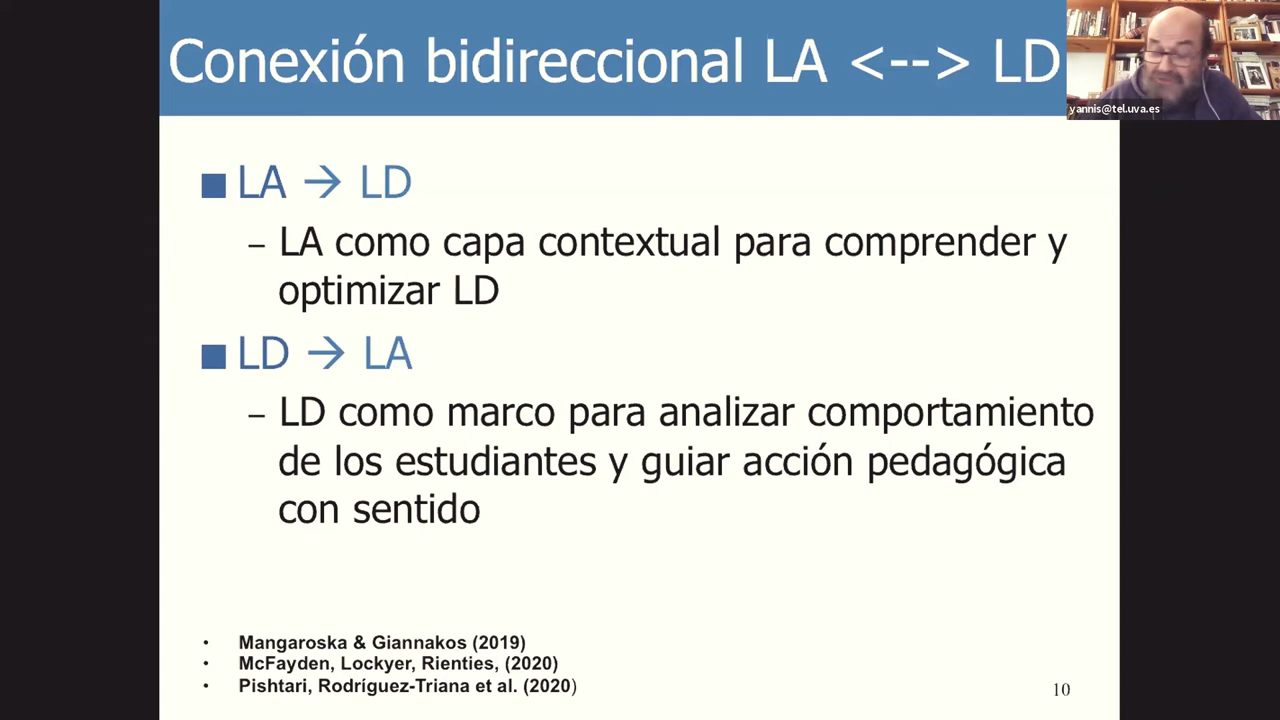 Conexión bidireccional LA <--> LD
yannis@tel.uva.es
LA → LD
– LA como capa contextual para comprender y
optimizar LD
LD → LA
– LD como marco para analizar comportamiento
de los estudiantes y guiar acción pedagógica
con sentido
• Mangaroska & Giannakos (2019)
• McFayden, Lockyer, Rienties, (2020)
• Pishtari, Rodríguez-Triana et al. (2020)
10